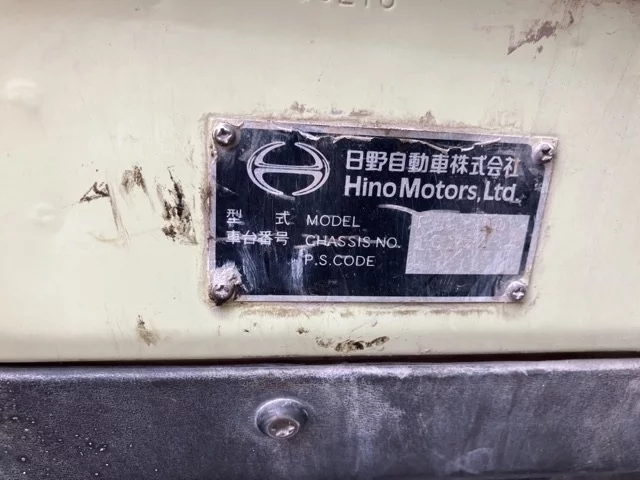 日野自動車株式会社
Hino Motors, Ltd.
型 式 MODEL
車台番号 CHASSIS NO.
P.S.CODE